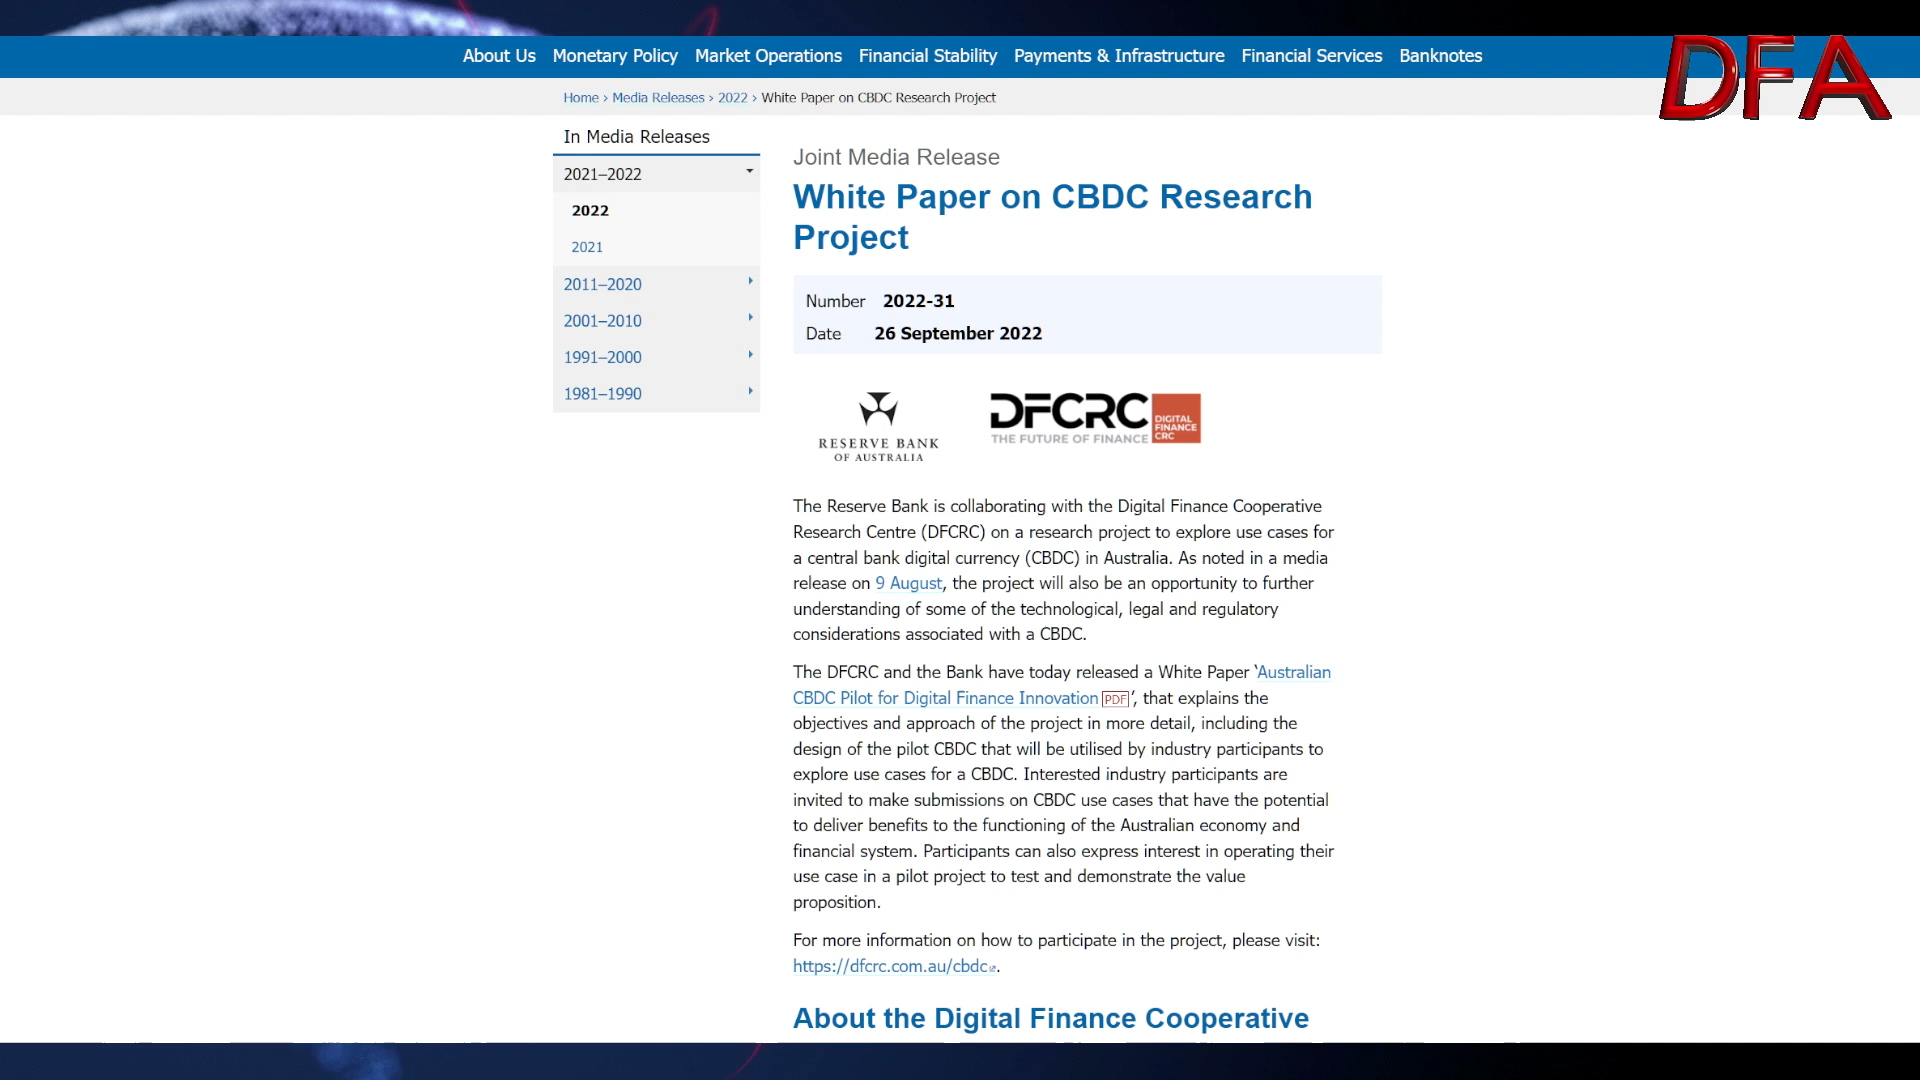 About Us Monetary Policy Market Operations Financial Stability Payments & Infrastructure Financial Services Banknotes
DFA
Home › Media Releases › 2022 › White Paper on CBDC Research Project
In Media Releases
2021–2022
2022
2021
2011–2020
2001–2010
1991–2000
1981–1990
Joint Media Release
White Paper on CBDC Research
Project
Number 2022-31
Date 26 September 2022
RESERVE BANK
OF AUSTRALIA
DFCRC
THE FUTURE OF FINANCE
DIGITAL
FINANCE
CRC
The Reserve Bank is collaborating with the Digital Finance Cooperative
Research Centre (DFCRC) on a research project to explore use cases for
a central bank digital currency (CBDC) in Australia. As noted in a media
release on 9 August, the project will also be an opportunity to further
understanding of some of the technological, legal and regulatory
considerations associated with a CBDC.
The DFCRC and the Bank have today released a White Paper ‘Australian
CBDC Pilot for Digital Finance Innovation PDF’, that explains the
objectives and approach of the project in more detail, including the
design of the pilot CBDC that will be utilised by industry participants to
explore use cases for a CBDC. Interested industry participants are
invited to make submissions on CBDC use cases that have the potential
to deliver benefits to the functioning of the Australian economy and
financial system. Participants can also express interest in operating their
use case in a pilot project to test and demonstrate the value
proposition.
For more information on how to participate in the project, please visit:
https://dfcrc.com.au/cbdc.
About the Digital Finance Cooperative